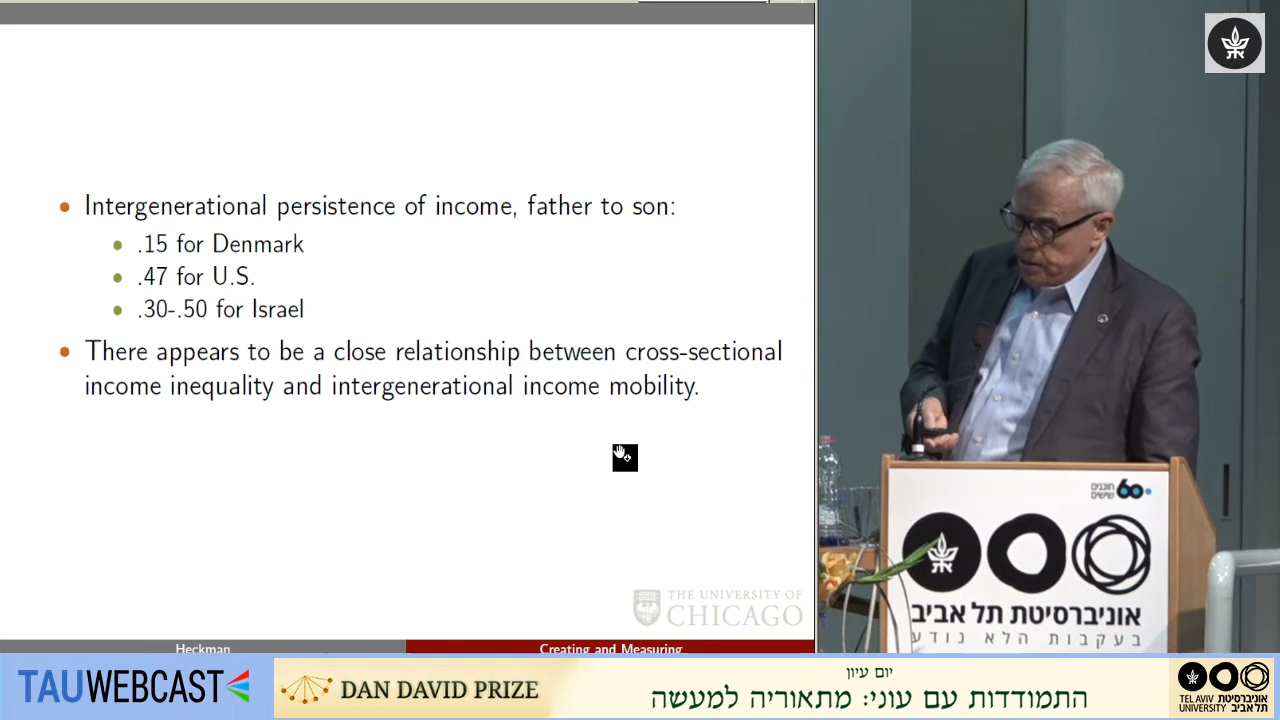 Intergenerational persistence of income, father to son:
.15 for Denmark
.47 for U.S.
.30-.50 for Israel
There appears to be a close relationship between cross-sectional
income inequality and intergenerational income mobility.
THE UNIVERSITY OF
CHICAGO
Heckman
Creating and Measuring
חוגגים
שישים
60
אוניברסיטת תל אביב
בעקבות הלא נודע
TAUWEBCAST
DAN DAVID PRIZE
יום עיון
התמודדות עם עוני: מתאוריה למעשה
TEL AVIV אוניברסיטת
UNIVERSITY תל אביב